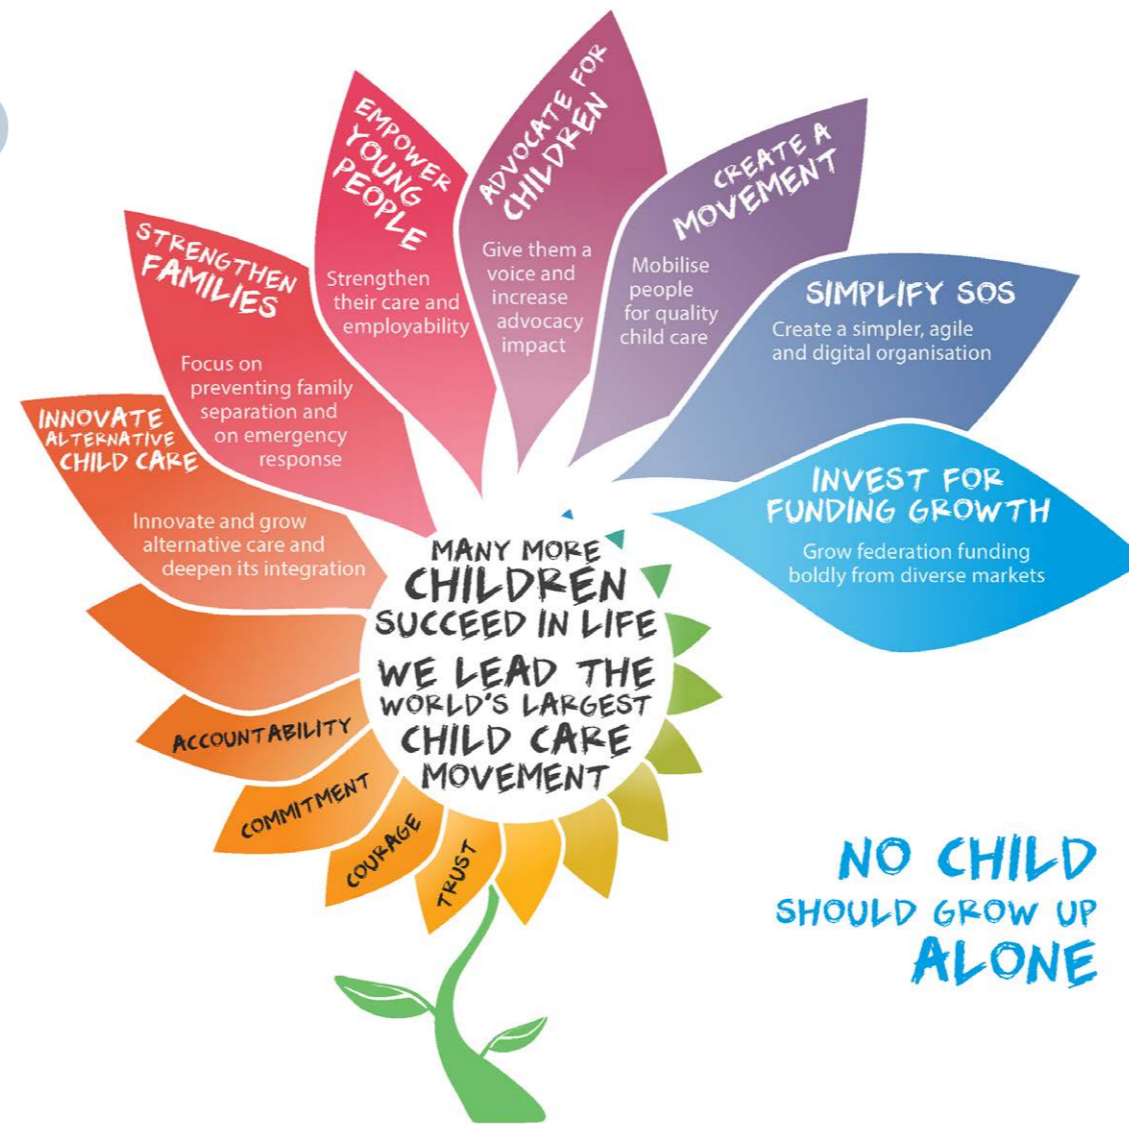 INNOVATE
ALTERNATIVE
CHILD CARE
Innovate and grow
alternative care and
deepen its integration
STRENGTHEN
FAMILIES
Focus on
preventing family
separation and
on emergency
response
EMPOWER
YOUNG
PEOPLE
Strengthen
their care and
employability
ADVOCATE FOR
CHILDREN
Give them a
voice and
increase
advocacy
impact
CREATE A
MOVEMENT
Mobilise
people
for quality
child care
SIMPLIFY SOS
Create a simpler, agile
and digital organisation
INVEST FOR
FUNDING GROWTH
Grow federation funding
boldly from diverse markets
MANY MORE
CHILDREN
SUCCEED IN LIFE
WE LEAD THE
WORLD'S LARGEST
CHILD CARE
MOVEMENT
ACCOUNTABILITY
COMMITMENT
COURAGE
TRUST
NO CHILD
SHOULD GROW UP
ALONE